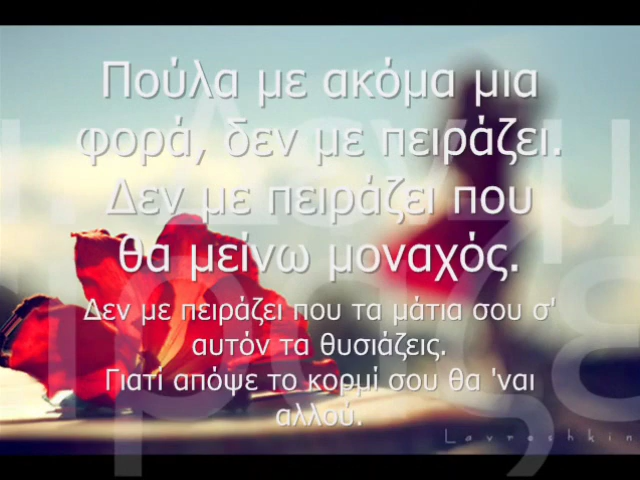 Πούλα με ακόμα μια
φορά, δεν με πειράζει.
Δεν με πειράζει που
θα μείνω μοναχός.
Δεν με πειράζει που τα μάτια σου σ'
αυτόν τα θυσιάζεις.
Γιατί απόψε το κορμί σου θα 'ναι
αλλού.
Lavreshkin